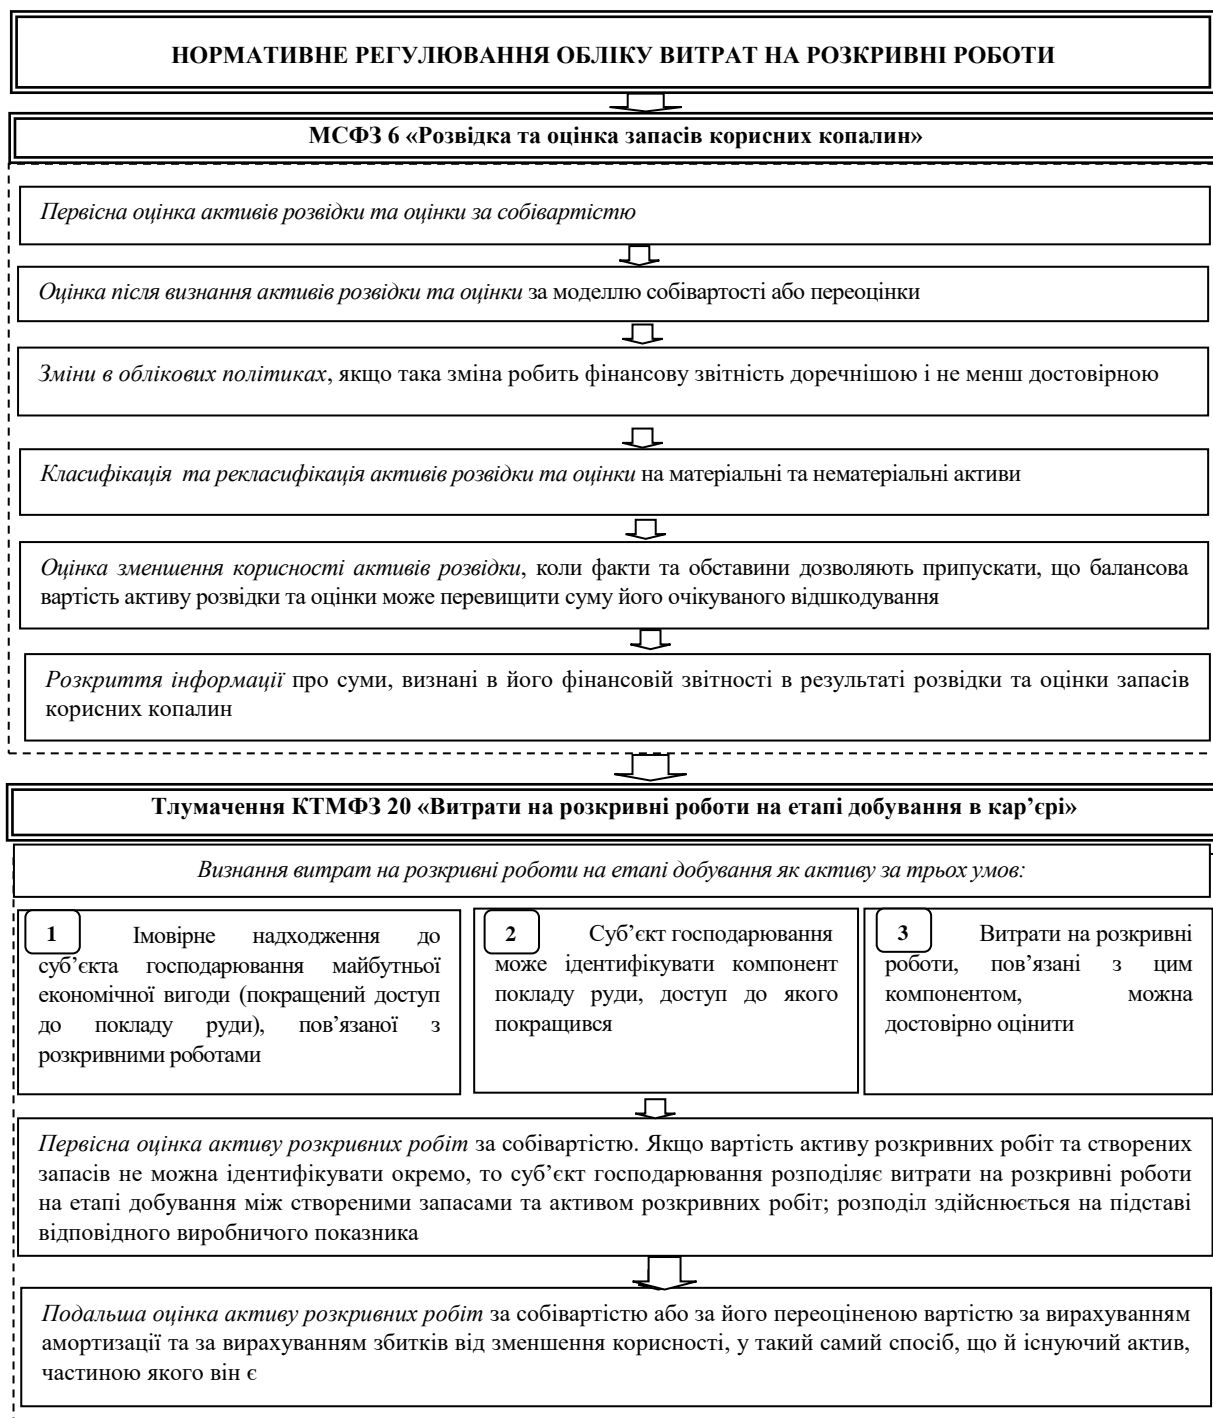 НОРМАТИВНЕ РЕГУЛЮВАННЯ ОБЛІКУ ВИТРАТ НА РОЗКРИВНІ РОБОТИ
МСФЗ 6 «Розвідка та оцінка запасів корисних копалин»
Первісна оцінка активів розвідки та оцінки за собівартістю
Оцінка після визнання активів розвідки та оцінки за моделлю собівартості або переоцінки
Зміни в облікових політиках, якщо така зміна робить фінансову звітність доречнішою і не менш достовірною
Класифікація та рекласифікація активів розвідки та оцінки на матеріальні та нематеріальні активи
Оцінка зменшення корисності активів розвідки, коли факти та обставини дозволяють припускати, що балансова
вартість активу розвідки та оцінки може перевищити суму його очікуваного відшкодування
Розкриття інформації про суми, визнані в його фінансовій звітності в результаті розвідки та оцінки запасів
корисних копалин
Тлумачення КТМФЗ 20 «Витрати на розкривні роботи на етапі добування в кар’єрі»
Визнання витрат на розкривні роботи на етапі добування як активу за трьох умов:
1 Імовірне надходження до
суб’єкта господарювання майбутньої
економічної вигоди (покращений доступ
до покладу руди), пов’язаної з
розкривними роботами
2 Суб’єкт господарювання
може ідентифікувати компонент
покладу руди, доступ до якого
покращився
3 Витрати на розкривні
роботи, пов’язані з цим
компонентом, можна
достовірно оцінити
Первісна оцінка активу розкривних робіт за собівартістю. Якщо вартість активу розкривних робіт та створених
запасів не можна ідентифікувати окремо, то суб’єкт господарювання розподіляє витрати на розкривні роботи
на етапі добування між створеними запасами та активом розкривних робіт; розподіл здійснюється на підставі
відповідного виробничого показника
Подальша оцінка активу розкривних робіт за собівартістю або за його переоціненою вартістю за вирахуванням
амортизації та за вирахуванням збитків від зменшення корисності, у такий самий спосіб, що й існуючий актив,
частиною якого він є